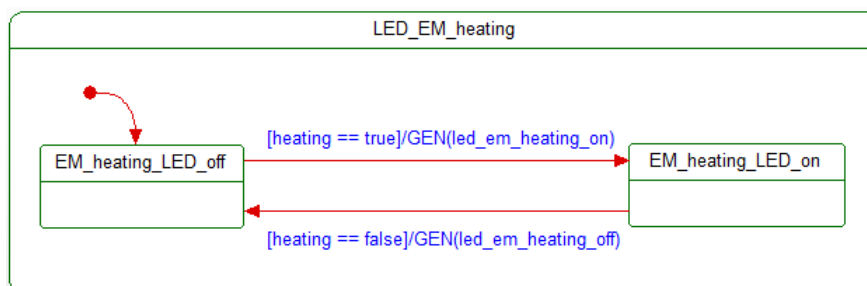 LED_EM_heating
[heating == true]/GEN(led_em_heating_on)
EM_heating_LED_off
EM_heating_LED_on
[heating == false]/GEN(led_em_heating_off)